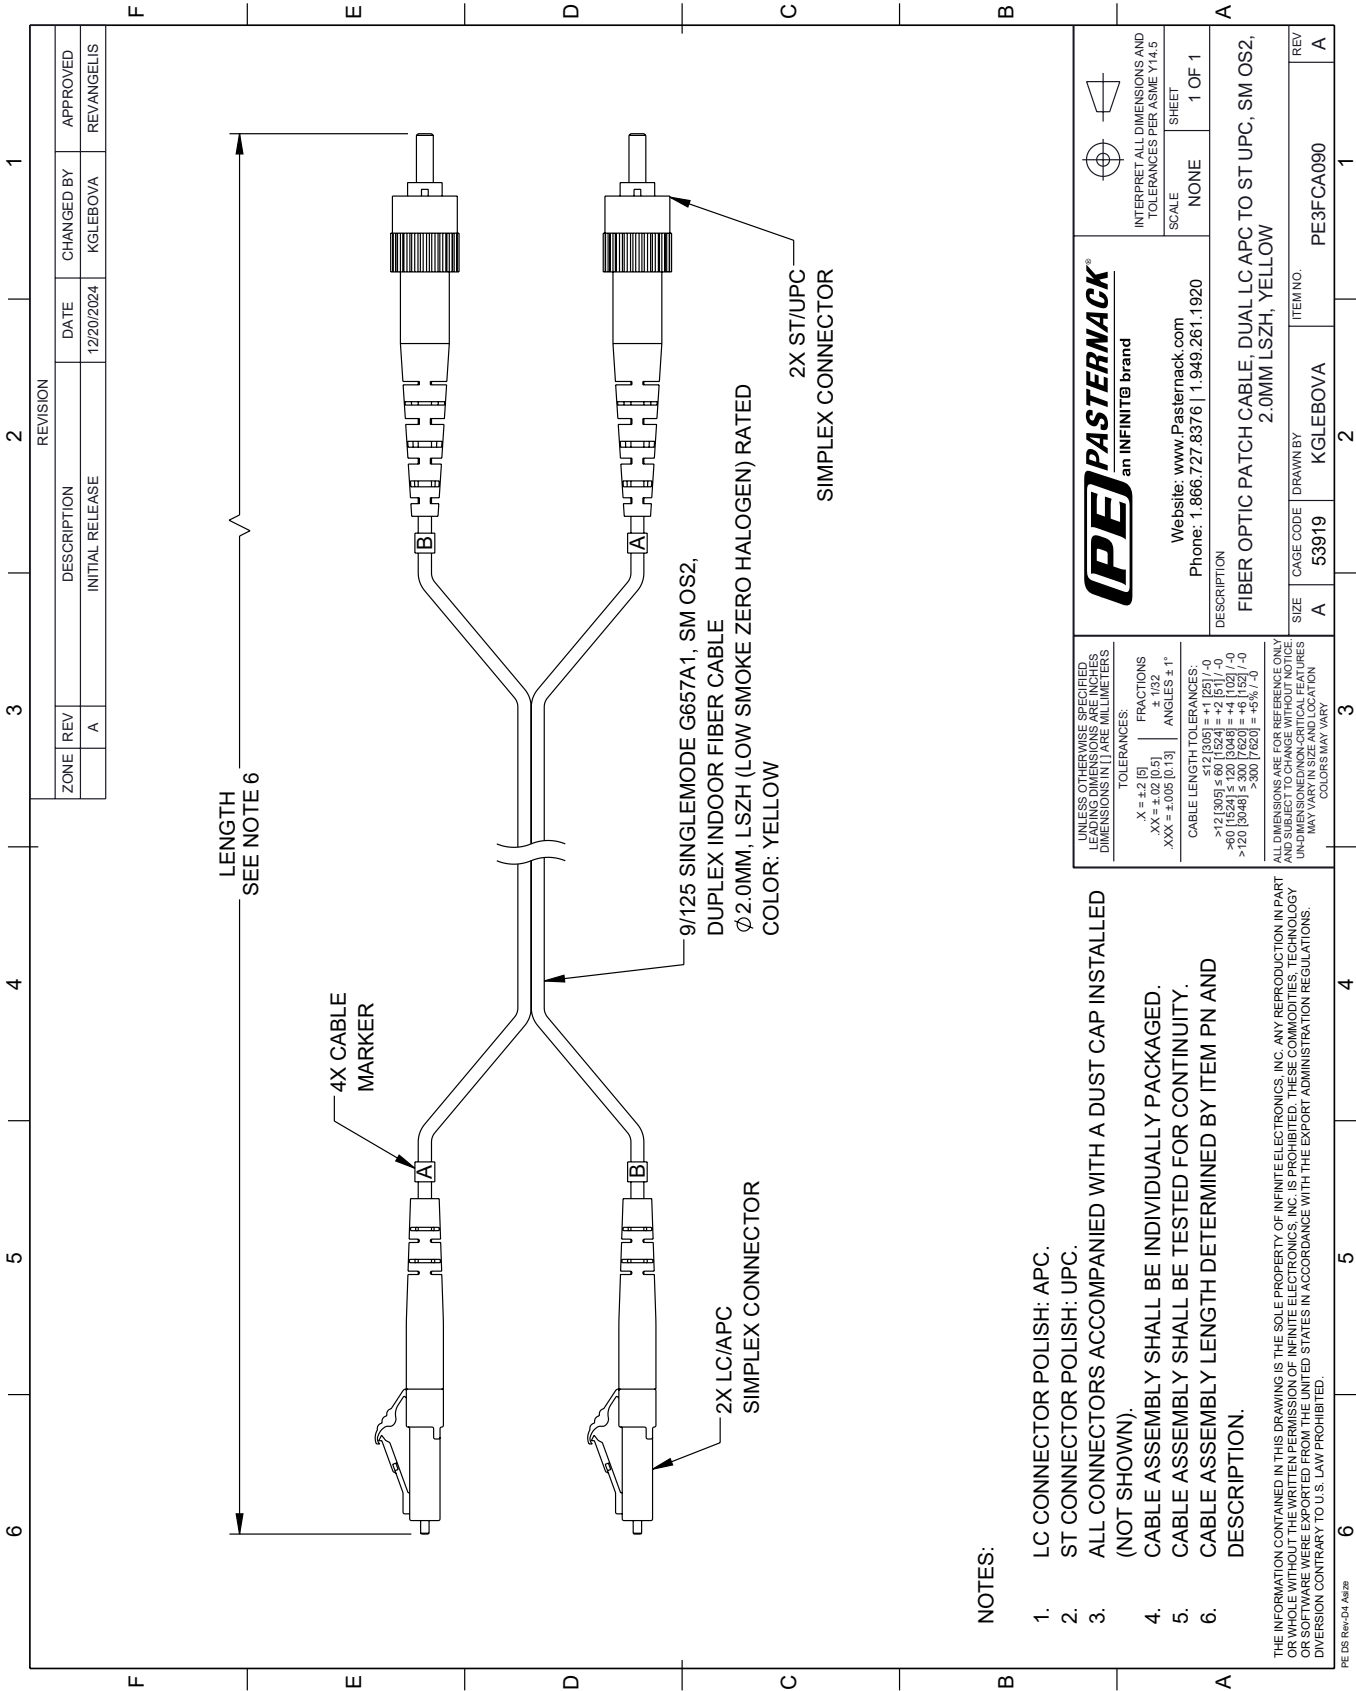 6
5
4
3
2
1
F
E
D
C
B
A
REVISION
ZONE
REV
DESCRIPTION
DATE
CHANGED BY
APPROVED
A
INITIAL RELEASE
12/20/2024
KGLEBOVA
REVANGELIS
LENGTH
SEE NOTE 6
4X CABLE
MARKER
A
B
B
A
2X LC/APC
SIMPLEX CONNECTOR
9/125 SINGLEMODE G657A1, SM OS2,
DUPLEX INDOOR FIBER CABLE
Ø2.0MM, LSZH (LOW SMOKE ZERO HALOGEN) RATED
COLOR: YELLOW
2X ST/UPC
SIMPLEX CONNECTOR
NOTES:
1. LC CONNECTOR POLISH: APC.
2. ST CONNECTOR POLISH: UPC.
3. ALL CONNECTORS ACCOMPANIED WITH A DUST CAP INSTALLED
(NOT SHOWN).
4. CABLE ASSEMBLY SHALL BE INDIVIDUALLY PACKAGED.
5. CABLE ASSEMBLY SHALL BE TESTED FOR CONTINUITY.
6. CABLE ASSEMBLY LENGTH DETERMINED BY ITEM PN AND
DESCRIPTION.
THE INFORMATION CONTAINED IN THIS DRAWING IS THE SOLE PROPERTY OF INFINITE ELECTRONICS, INC. ANY REPRODUCTION IN PART
OR WHOLE WITHOUT THE WRITTEN PERMISSION OF INFINITE ELECTRONICS, INC. IS PROHIBITED. THESE COMMODITIES, TECHNOLOGY
OR SOFTWARE WERE EXPORTED FROM THE UNITED STATES IN ACCORDANCE WITH THE EXPORT ADMINISTRATION REGULATIONS.
DIVERSION CONTRARY TO U.S. LAW PROHIBITED.
UNLESS OTHERWISE SPECIFIED
LEADING DIMENSIONS ARE INCHES
DIMENSIONS IN [ ] ARE MILLIMETERS
TOLERANCES:
.X = ±.2 [5]
.XX = ±.02 [0.5]
.XXX = ±.005 [0.13]
FRACTIONS
± 1/32
ANGLES ± 1°
CABLE LENGTH TOLERANCES:
≤12 [305] = +1 [25] / -0
>12 [305] ≤ 60 [1524] = +2 [51] / -0
>60 [1524] ≤ 120 [3048] = +4 [102] / -0
>120 [3048] ≤ 300 [7620] = +6 [152] / -0
>300 [7620] = +5% / -0
ALL DIMENSIONS ARE FOR REFERENCE ONLY
AND SUBJECT TO CHANGE WITHOUT NOTICE.
UN-DIMENSIONED/NON-CRITICAL FEATURES
MAY VARY IN SIZE AND LOCATION
COLORS MAY VARY
PE PASTERNACK®
an INFINIT@ brand
Website: www.Pasternack.com
Phone: 1.866.727.8376 | 1.949.261.1920
INTERPRET ALL DIMENSIONS AND
TOLERANCES PER ASME Y14.5
SCALE
NONE
SHEET
1 OF 1
DESCRIPTION
FIBER OPTIC PATCH CABLE, DUAL LC APC TO ST UPC, SM OS2,
2.0MM LSZH, YELLOW
SIZE
A
CAGE CODE
53919
DRAWN BY
KGLEBOVA
ITEM NO.
PE3FCA090
REV
A
F
E
D
C
B
A
6
5
4
3
2
1
PE DS Rev-D4 Asize